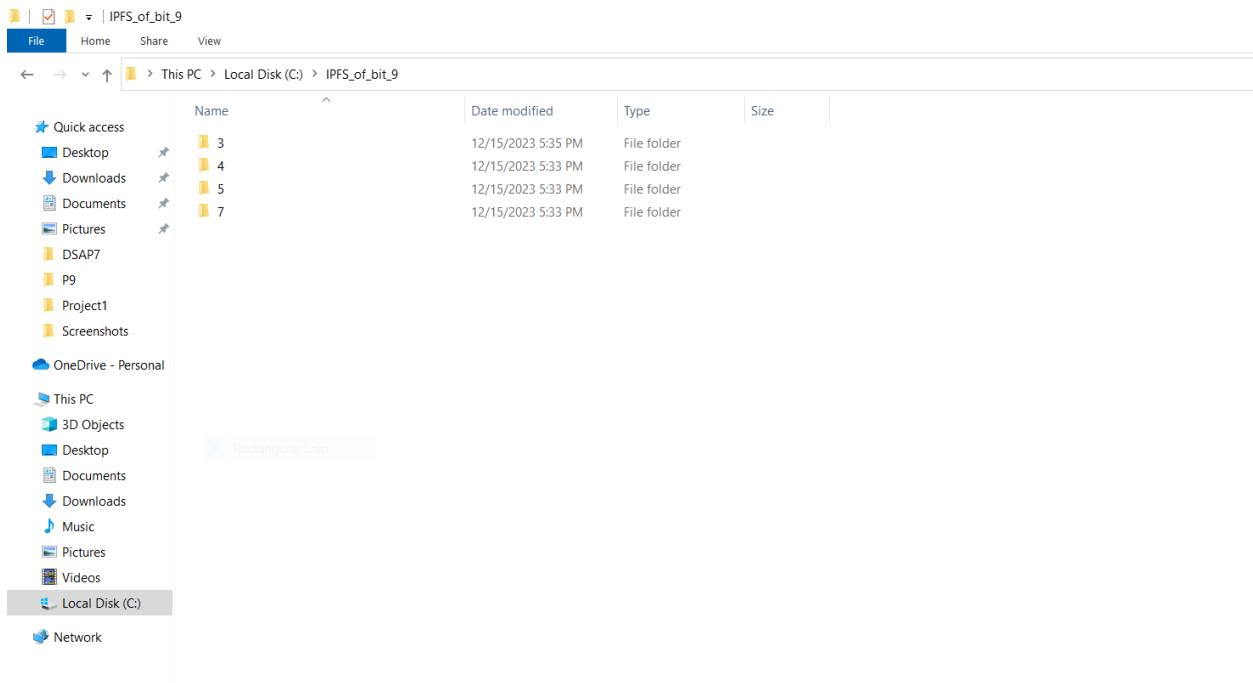 IPFS_of_bit_9
File Home Share View
This PC > Local Disk (C:) > IPFS_of_bit_9
Name Date modified Type Size
3 12/15/2023 5:35 PM File folder
4 12/15/2023 5:33 PM File folder
5 12/15/2023 5:33 PM File folder
7 12/15/2023 5:33 PM File folder
Quick access
Desktop
Downloads
Documents
Pictures
DSAP7
P9
Project1
Screenshots
OneDrive - Personal
This PC
3D Objects
Desktop
Documents
Downloads
Music
Pictures
Videos
Local Disk (C:)
Network
Rectangular Snip